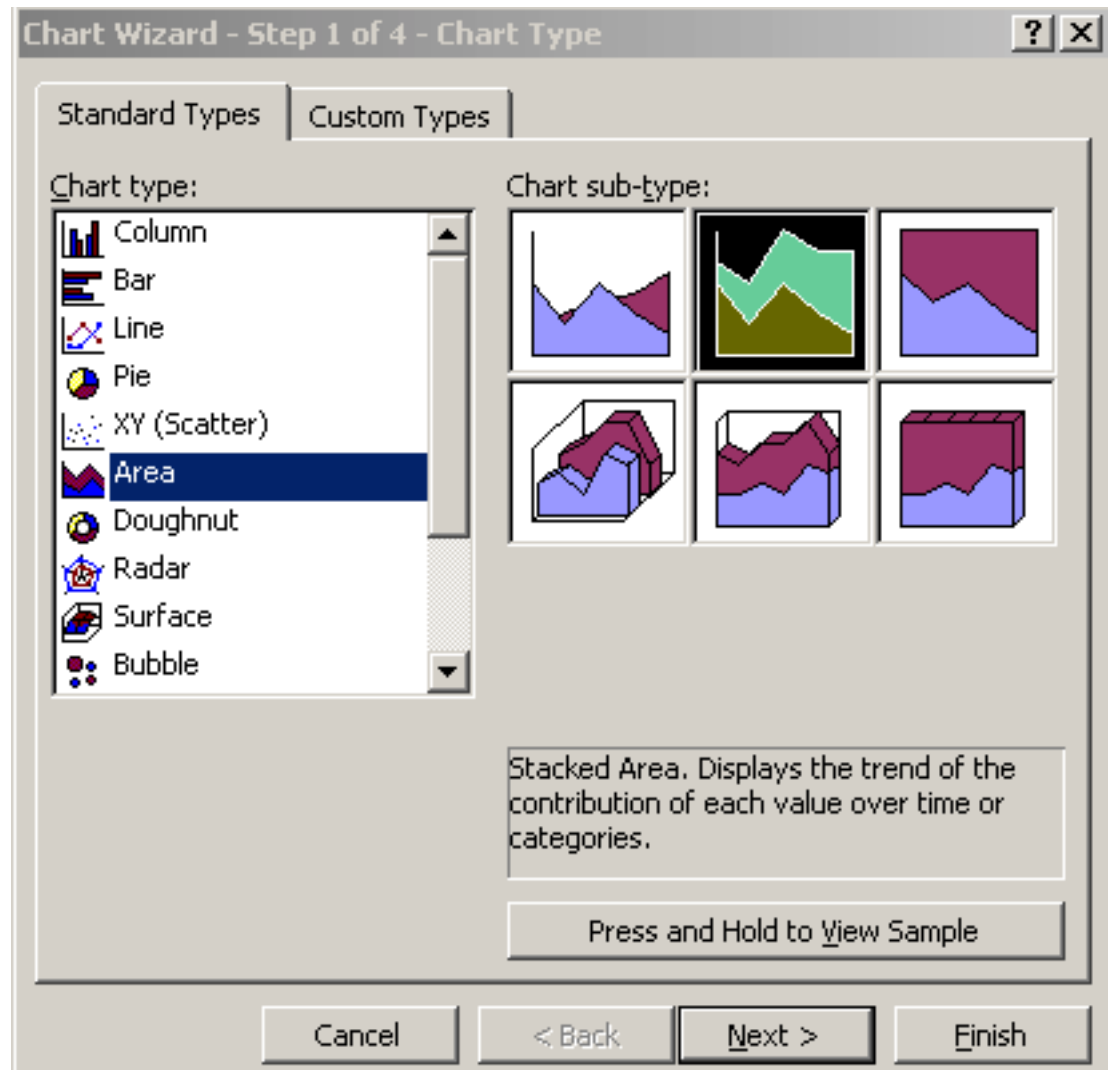 Chart Wizard - Step 1 of 4 - Chart Type
Standard Types
Custom Types
Chart type:
Column
Bar
Line
Pie
XY (Scatter)
Area
Doughnut
Radar
Surface
Bubble
Chart sub-type:
Stacked Area. Displays the trend of the
contribution of each value over time or
categories.
Press and Hold to View Sample
Cancel
< Back
Next >
Finish